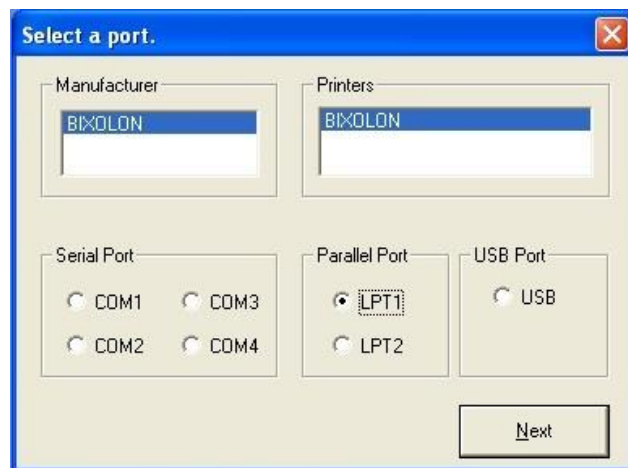 Select a port.
Manufacturer
BIXOLON
Printers
BIXOLON
Serial Port
COM1
COM3
COM2
COM4
Parallel Port
LPT1
LPT2
USB Port
USB
Next